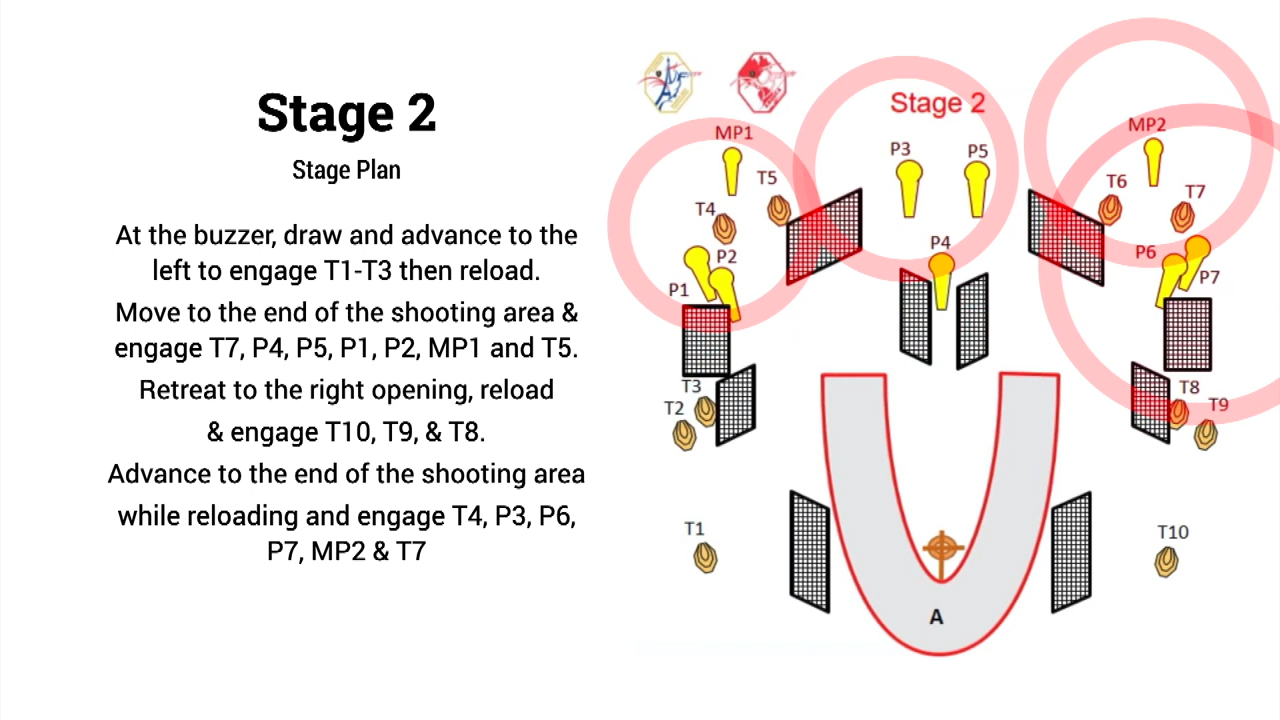 Stage 2
Stage Plan
At the buzzer, draw and advance to the
left to engage T1-T3 then reload.
Move to the end of the shooting area &
engage T7, P4, P5, P1, P2, MP1 and T5.
Retreat to the right opening, reload
& engage T10, T9, & T8.
Advance to the end of the shooting area
while reloading and engage T4, P3, P6,
P7, MP2 & T7
Stage 2
MP1
MP2
P3
P5
T5
T6
T7
T4
P4
P6
P2
P7
P1
T3
T8
T2
T9
T1
T10
A